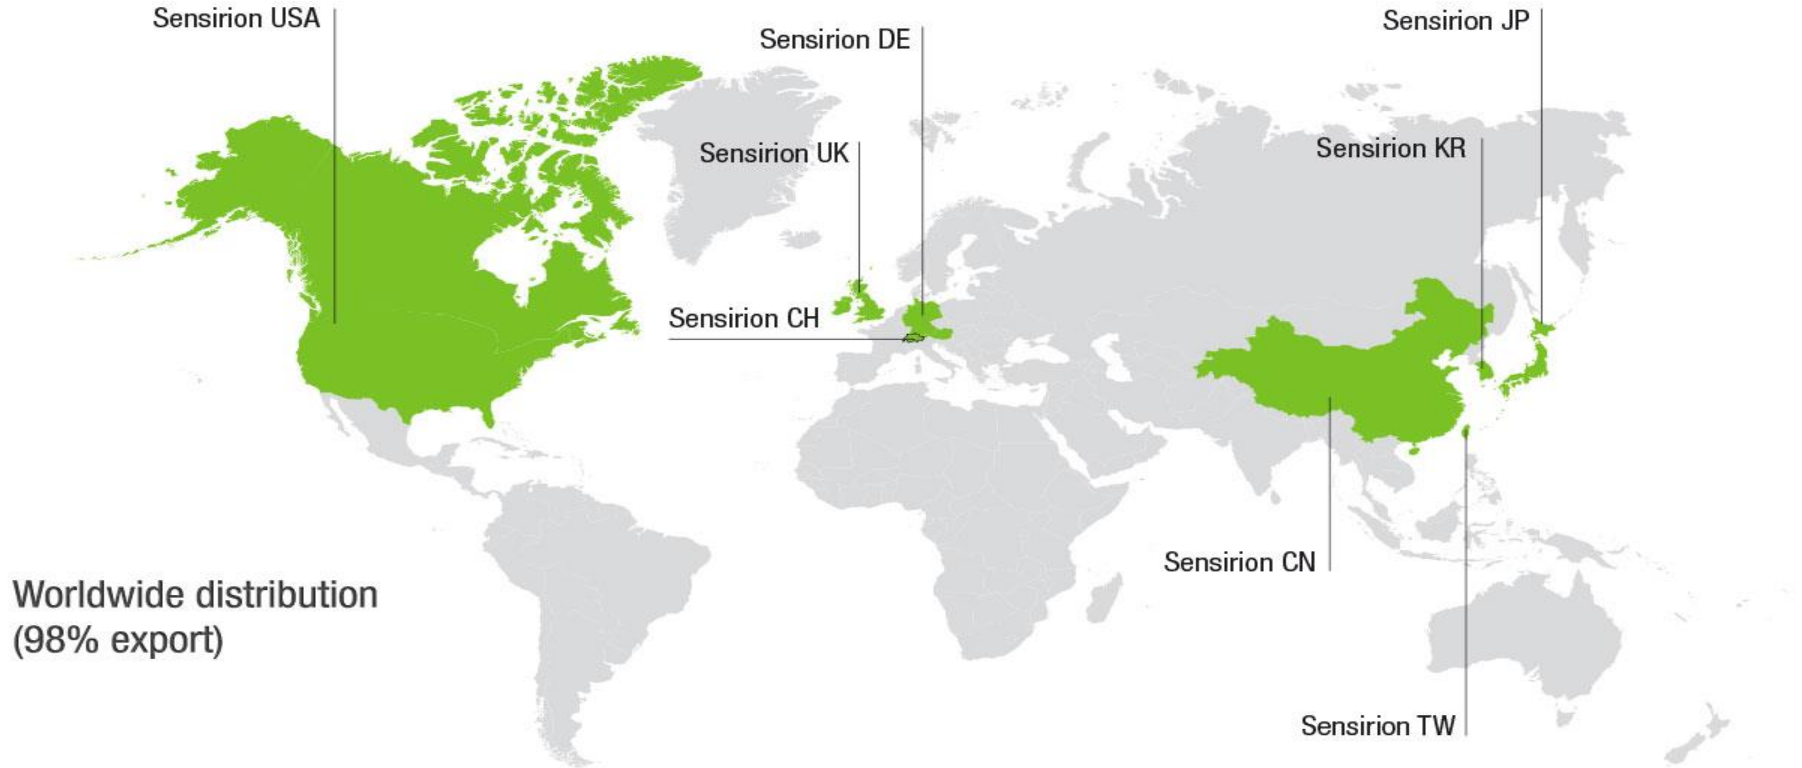 Sensirion USA
Sensirion DE
Sensirion JP
Sensirion UK
Sensirion KR
Sensirion CH
Sensirion CN
Worldwide distribution
(98% export)
Sensirion TW